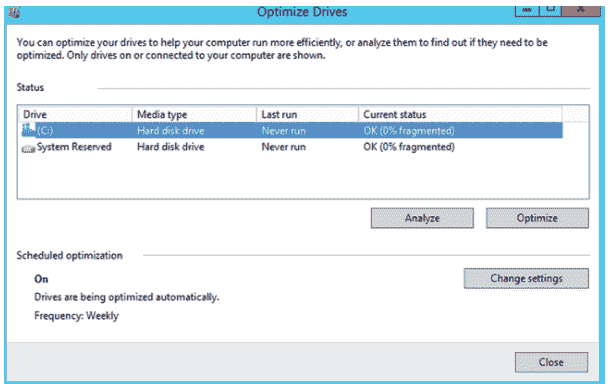 Optimize Drives
You can optimize your drives to help your computer run more efficiently, or analyze them to find out if they need to be
optimized. Only drives on or connected to your computer are shown.
Status
Drive Media type Last run Current status
(C:) Hard disk drive Never run OK (0% fragmented)
System Reserved Hard disk drive Never run OK (0% fragmented)
Analyze Optimize
Scheduled optimization
On Change settings
Drives are being optimized automatically.
Frequency: Weekly
Close